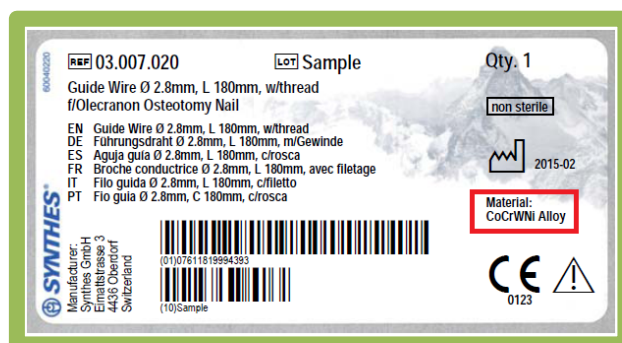 60040220
REF 03.007.020
LOT Sample
Qty. 1
Guide Wire Ø 2.8mm, L 180mm, w/thread
f/Olecranon Osteotomy Nail
non sterile
EN Guide Wire Ø 2.8mm, L 180mm, w/thread
DE Führungsdraht Ø 2.8mm, L 180mm, m/Gewinde
ES Aguja guía Ø 2.8mm, L 180mm, c/rosca
FR Broche conductrice Ø 2.8mm, L 180mm, avec filetage
IT Filo guida Ø 2.8mm, L 180mm, c/filetto
PT Fio guia Ø 2.8mm, C 180mm, c/rosca
2015-02
Material:
CoCrWNi Alloy
SYNTHES®
Manufacturer:
Synthes GmbH
Eimattstrasse 3
4436 Oberdorf
Switzerland
(01)07611819994393
(10)Sample
CE
0123